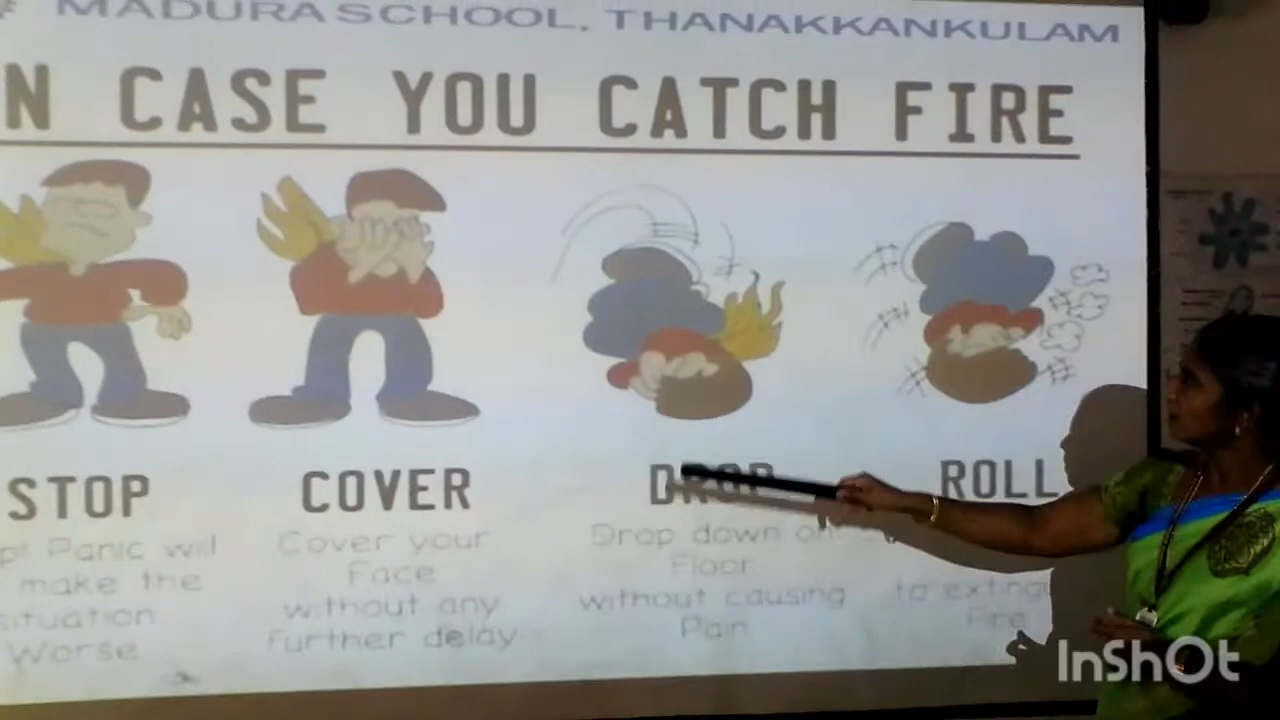 MADURA SCHOOL, THANAKKANKULAM
N CASE YOU CATCH FIRE
STOP
COVER
DROP
ROLL
Panic will
make the
situation
Worse
Cover your
Face
without any
further delay
Drop down on
Floor
without causing
Pain
to
Fire
InShOt